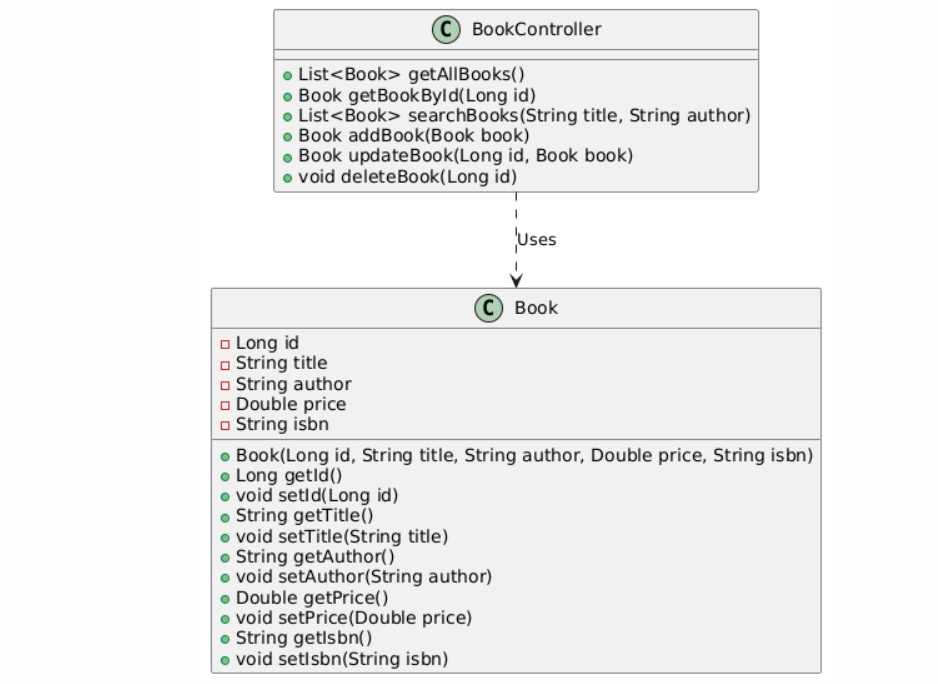 C BookController
List<Book> getAllBooks()
Book getBookById(Long id)
List<Book> searchBooks(String title, String author)
Book addBook(Book book)
Book updateBook(Long id, Book book)
void deleteBook(Long id)
Uses
C Book
Long id
String title
String author
Double price
String isbn
Book(Long id, String title, String author, Double price, String isbn)
Long getId()
void setId(Long id)
String getTitle()
void setTitle(String title)
String getAuthor()
void setAuthor(String author)
Double getPrice()
void setPrice(Double price)
String getIsbn()
void setIsbn(String isbn)